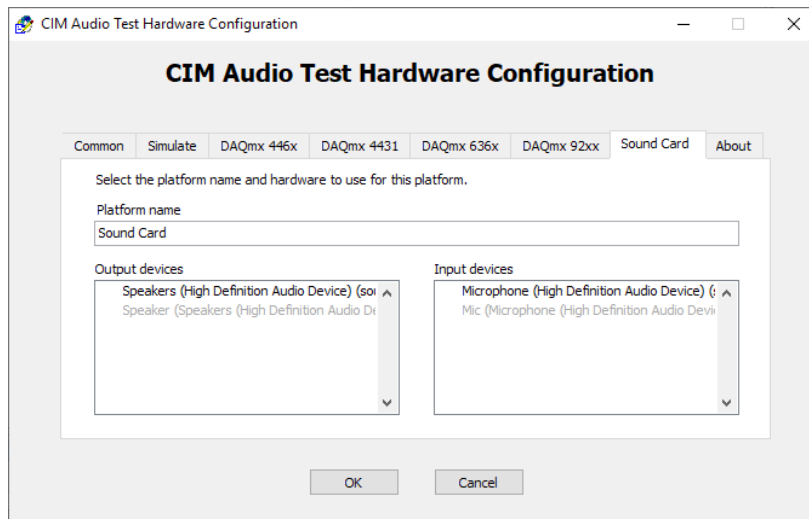 CIM Audio Test Hardware Configuration
CIM Audio Test Hardware Configuration
Common Simulate DAQmx 446x DAQmx 4431 DAQmx 636x DAQmx 92xx Sound Card About
Select the platform name and hardware to use for this platform.
Platform name
Sound Card
Output devices Input devices
Speakers (High Definition Audio Device) (sou Microphone (High Definition Audio Device) (s
Speaker (Speakers (High Definition Audio De Mic (Microphone (High Definition Audio Devi
OK Cancel